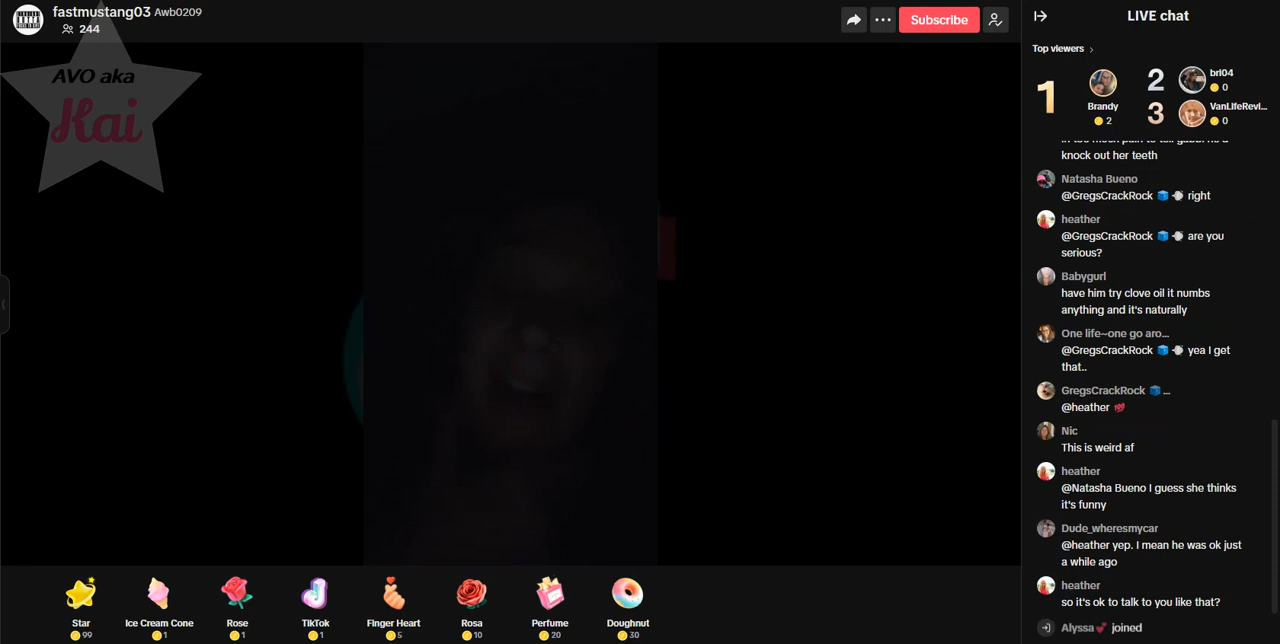 fastmustang03 Awb0209
244
Subscribe
LIVE chat
AVO aka
Kai
Top viewers
1
Brandy
2
2
bri04
0
3
VanLifeRevi...
0
knock out her teeth
Natasha Bueno
@GregsCrackRock right
heather
@GregsCrackRock are you
serious?
Babygurl
have him try clove oil it numbs
anything and it's naturally
One life~one go aro...
@GregsCrackRock yea I get
that..
GregsCrackRock ...
@heather 💯
Nic
This is weird af
heather
@Natasha Bueno I guess she thinks
it's funny
Dude_wheresmycar
@heather yep. I mean he was ok just
a while ago
heather
so it's ok to talk to you like that?
Alyssa joined
Star
99
Ice Cream Cone
1
Rose
1
TikTok
1
Finger Heart
5
Rosa
10
Perfume
20
Doughnut
30